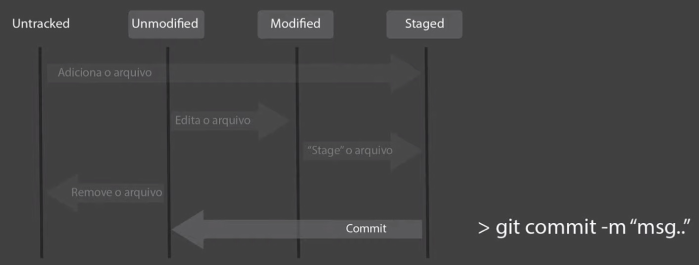 Untracked
Unmodified
Modified
Staged
Adiciona o arquivo
Edita o arquivo
"Stage" o arquivo
Remove o arquivo
Commit
> git commit -m “msg..”